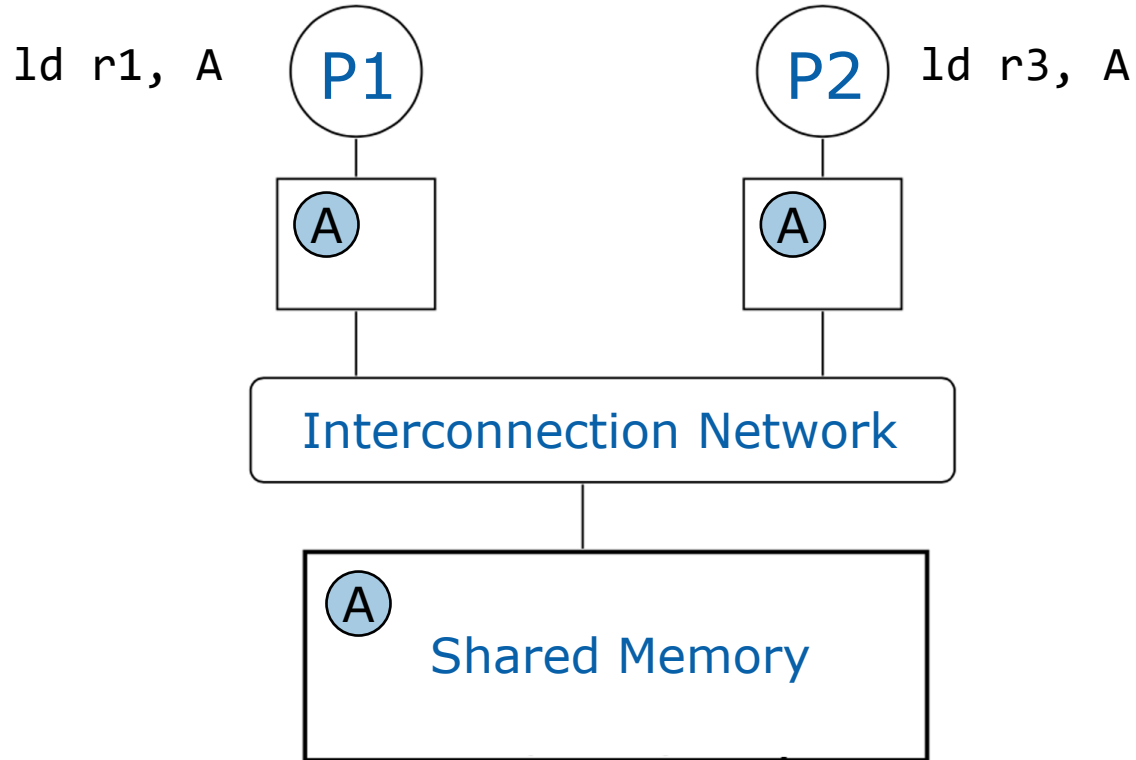 ld r1, A
P1
P2
ld r3, A
A
A
Interconnection Network
A
Shared Memory